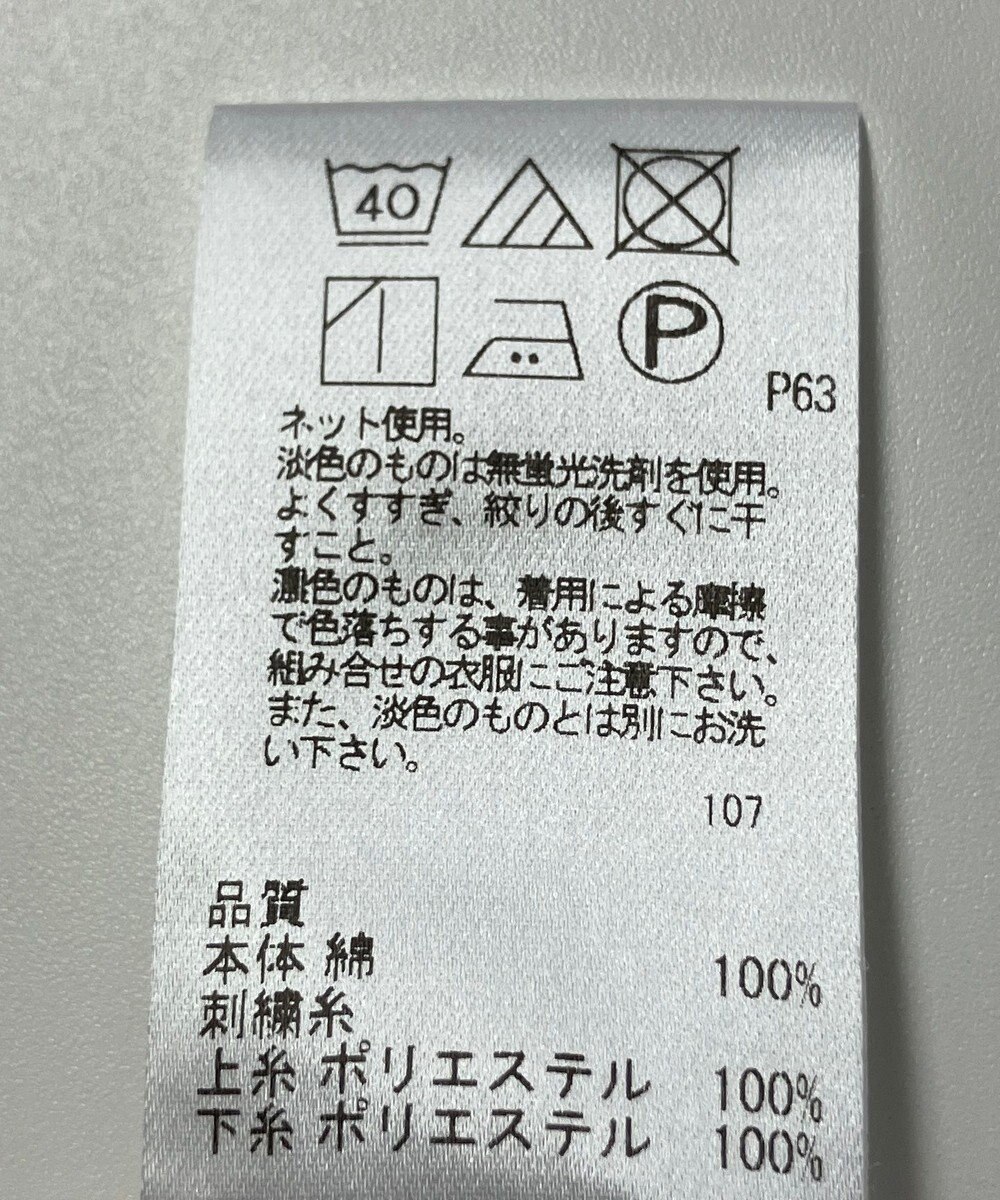 40
P
P63
ネット使用。
淡色のものは無蛍光洗剤を使用。
よくすすぎ、絞りの後すぐに干
すこと。
濃色のものは、着用による摩擦
で色落ちする事がありますので、
組み合せの衣服にご注意下さい。
また、淡色のものとは別にお洗
い下さい。
107
品質
本体 綿 100%
刺繍糸
上糸 ポリエステル 100%
下糸 ポリエステル 100%